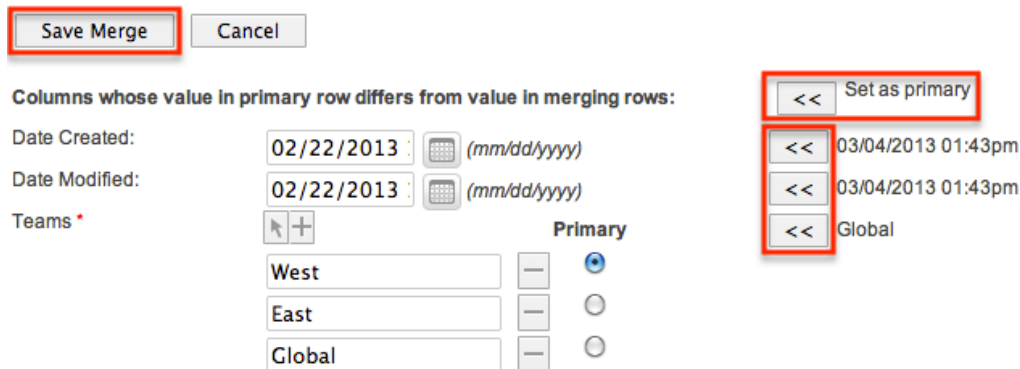 Save Merge Cancel
Columns whose value in primary row differs from value in merging rows: << Set as primary
Date Created: 02/22/2013 (mm/dd/yyyy) << 03/04/2013 01:43pm
Date Modified: 02/22/2013 (mm/dd/yyyy) << 03/04/2013 01:43pm
Teams * Primary << Global
West
East
Global